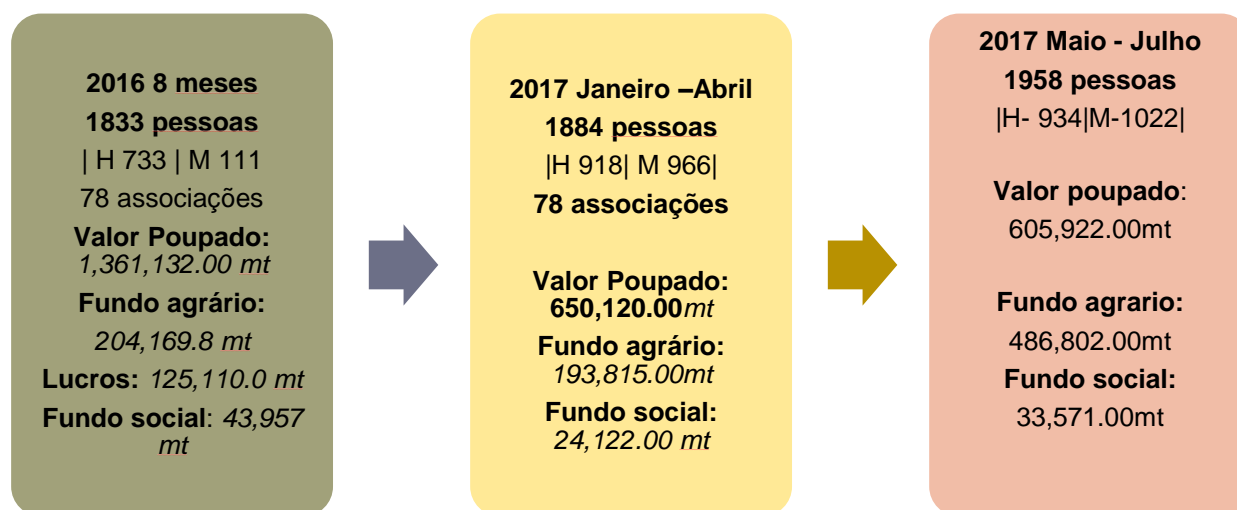 2016 8 meses
1833 pessoas
| H 733 | M 111
78 associações
Valor Poupado:
1,361,132.00 mt
Fundo agrário:
204,169.8 mt
Lucros: 125,110.0 mt
Fundo social: 43,957
mt
2017 Janeiro –Abril
1884 pessoas
|H 918| M 966|
78 associações
Valor Poupado:
650,120.00mt
Fundo agrário:
193,815.00mt
Fundo social:
24,122.00 mt
2017 Maio - Julho
1958 pessoas
|H- 934|M-1022|
Valor poupado:
605,922.00mt
Fundo agrario:
486,802.00mt
Fundo social:
33,571.00mt